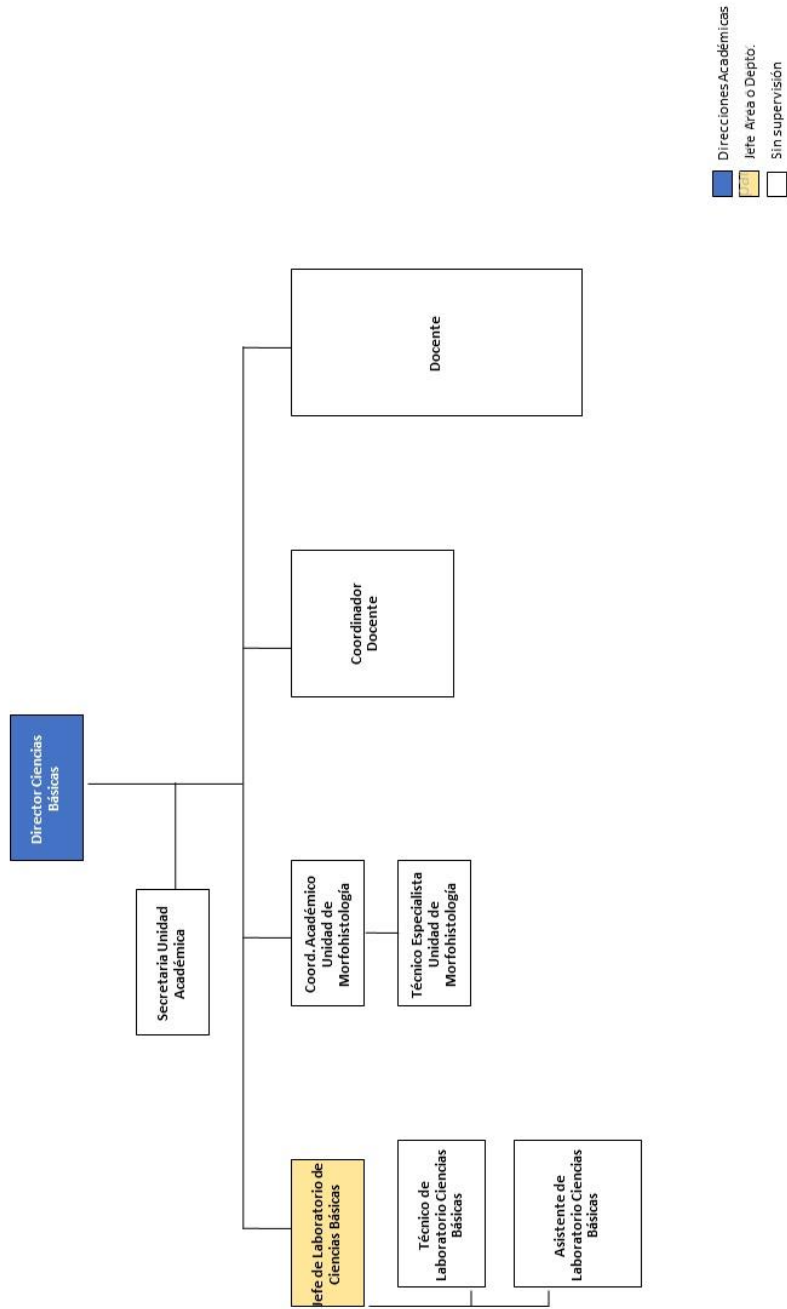 Director Ciencias
Básicas
Secretaria Unidad
Académica
Jefe de Laboratorio de
Ciencias Básicas
Coord. Académico
Unidad de
Morfohistología
Coordinador
Docente
Docente
Técnico de
Laboratorio Ciencias
Básicas
Técnico Especialista
Unidad de
Morfohistología
Asistente de
Laboratorio Ciencias
Básicas
Direcciones Académicas
Jefe Area o Depto.
Sin supervisión